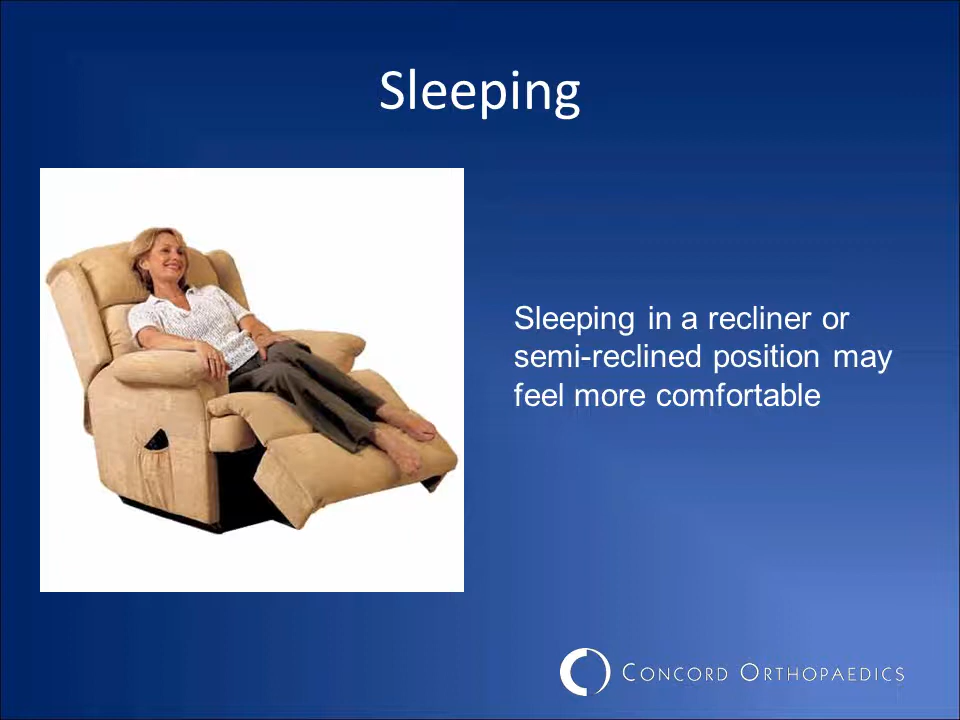 Sleeping
Sleeping in a recliner or
semi-reclined position may
feel more comfortable
CONCORD ORTHOPAEDICS